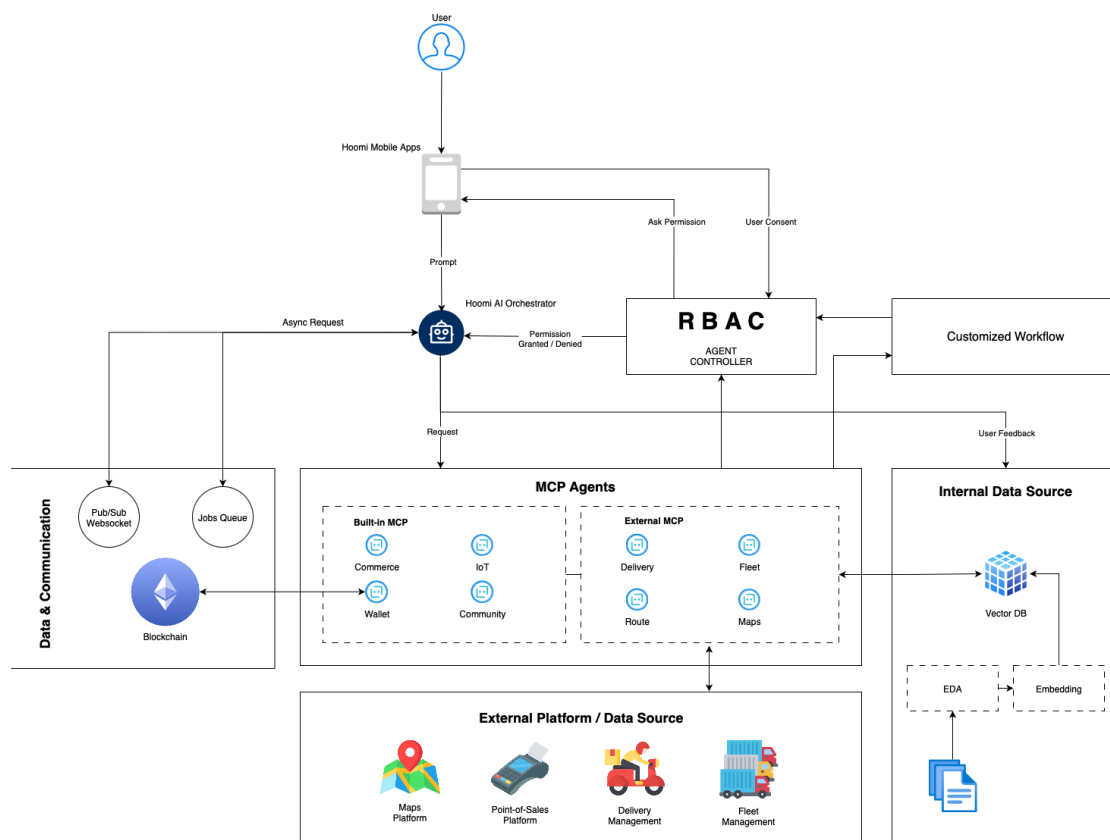 User
Hoomi Mobile Apps
Ask Permission
User Consent
Prompt
Hoomi AI Orchestrator
Async Request
Permission
Granted / Denied
R B A C
AGENT
CONTROLLER
Customized Workflow
Request
User Feedback
Data & Communication
Pub/Sub
Websocket
Jobs Queue
Blockchain
MCP Agents
Built-in MCP
Commerce
IoT
Wallet
Community
External MCP
Delivery
Fleet
Route
Maps
Internal Data Source
Vector DB
EDA
Embedding
External Platform / Data Source
Maps
Platform
Point-of-Sales
Platform
Delivery
Management
Fleet
Management